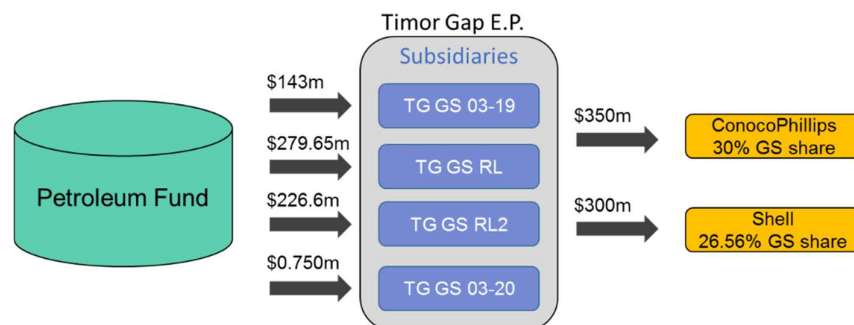 Timor Gap E.P.
Subsidiaries
Petroleum Fund
$143m
TG GS 03-19
$279.65m
TG GS RL
$226.6m
TG GS RL2
$0.750m
TG GS 03-20
$350m
ConocoPhillips
30% GS share
$300m
Shell
26.56% GS share